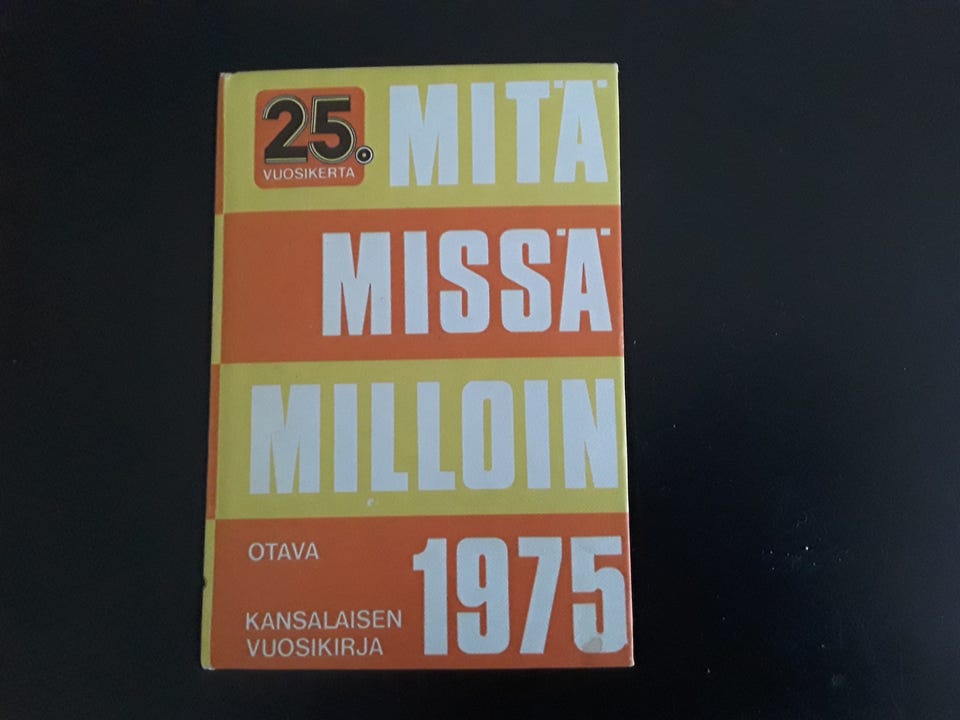 25.
VUOSIKERTA
MITÄ
MISSÄ
MILLOIN
1975
OTAVA
KANSALAISEN
VUOSIKIRJA